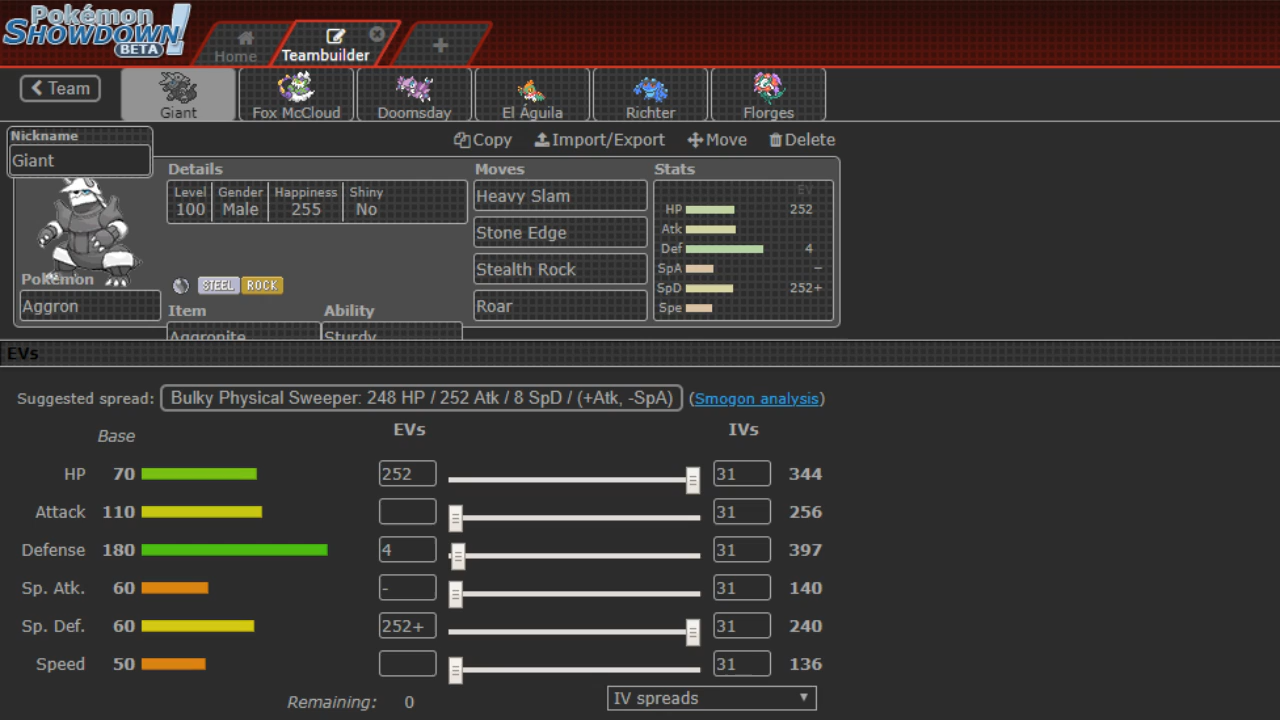 Pokémon
SHOWDOWN!
BETA
Home
Teambuilder
+
Team
Giant
Fox McCloud
Doomsday
El Águila
Richter
Florges
Copy
Import/Export
Move
Delete
Nickname
Giant
Details
Level Gender Happiness Shiny
100 Male 255 No
STEEL ROCK
Pokémon
Aggron
Item
Aggronite
Ability
Sturdy
Moves
Heavy Slam
Stone Edge
Stealth Rock
Roar
Stats
EV
HP 252
Atk
Def 4
SpA −
SpD 252+
Spe
EVs
Suggested spread: Bulky Physical Sweeper: 248 HP / 252 Atk / 8 SpD / (+Atk, -SpA) (Smogon analysis)
Base EVs IVs
HP 70 252 31 344
Attack 110 31 256
Defense 180 4 31 397
Sp. Atk. 60 - 31 140
Sp. Def. 60 252+ 31 240
Speed 50 31 136
Remaining: 0
IV spreads